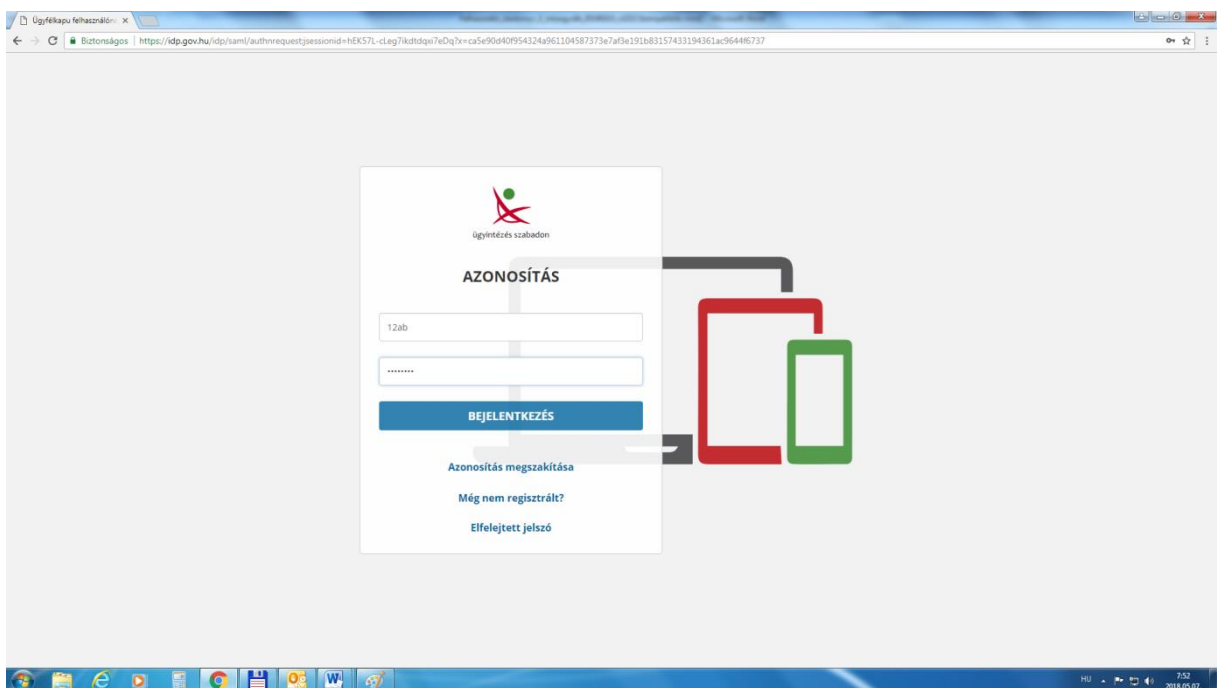 Ügyfélkapu felhasználón
Biztonságos | https://idp.gov.hu/idp/saml/authnrequest;jsessionid=hEK57L-cLeg7ikdtdqxi7eDq?x=ca5e90d40f954324a961104587373e7af3e191b83157433194361ac9644f6737
ügyintézés szabadon
AZONOSÍTÁS
12ab
········
BEJELENTKEZÉS
Azonosítás megszakítása
Még nem regisztrált?
Elfelejtett jelszó
HU
7:52
2018.05.07